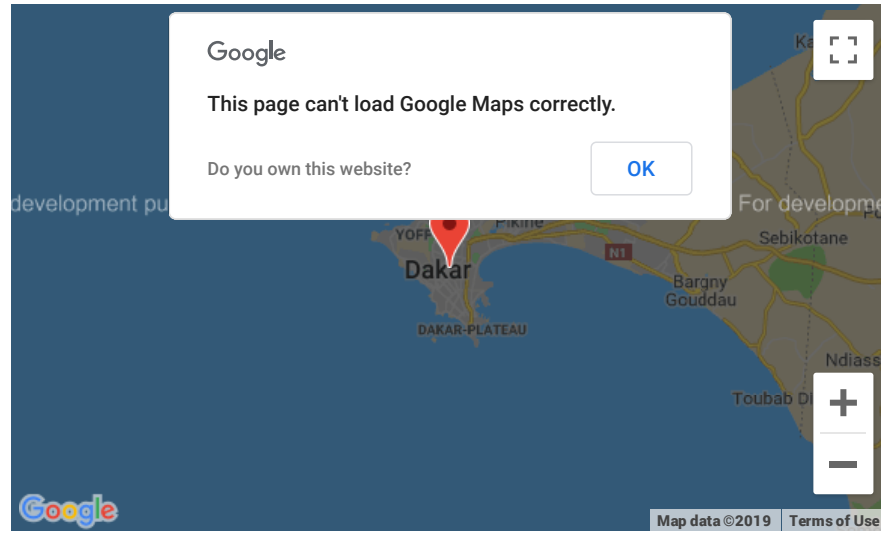 Google
This page can't load Google Maps correctly.
Do you own this website?
OK
development pu
For developme
YOFF
Pikine
Sebikotane
N1
Dakar
Bargny
Gouddau
DAKAR-PLATEAU
Ndiass
Toubab D
Google
Map data ©2019
Terms of Use